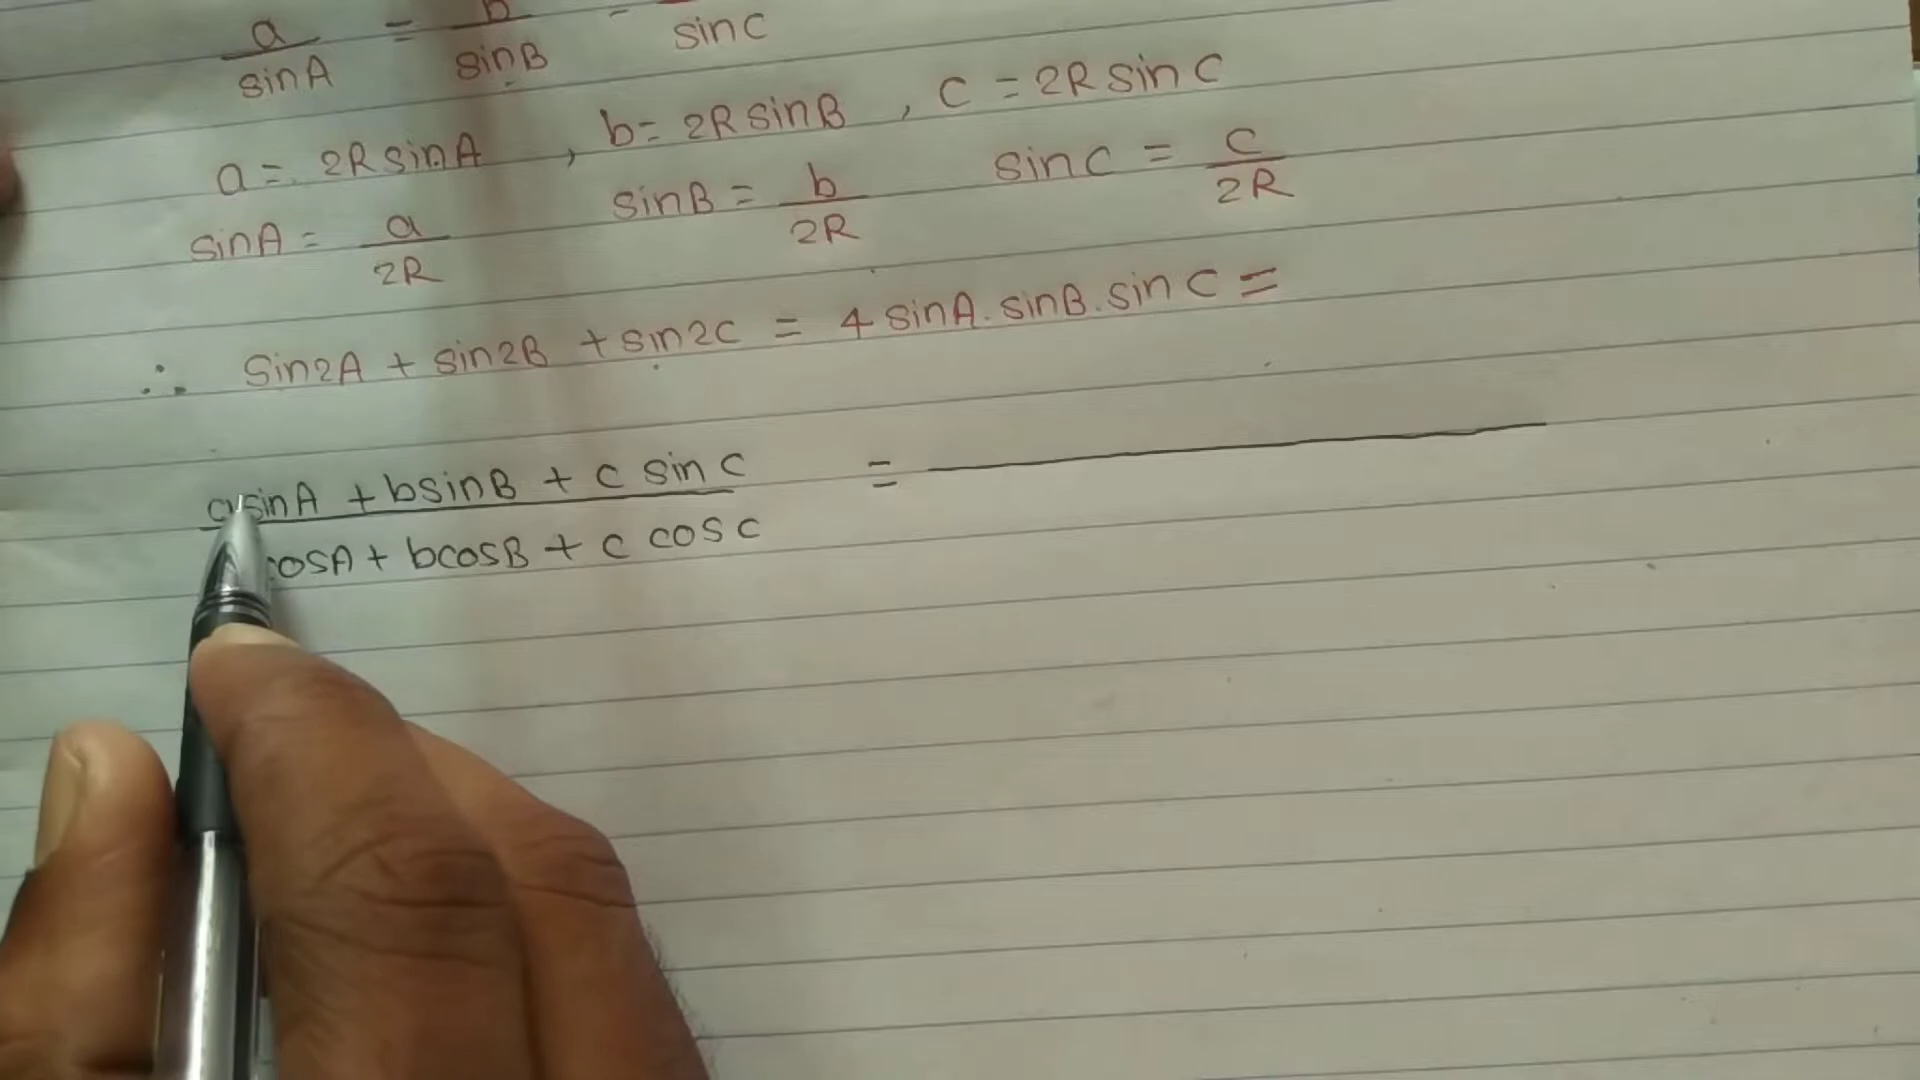 a/sinA = b/sinB = /sinC
a = 2R sinA , b = 2R sinB , C = 2R sin C
sinA = a/2R sinB = b/2R sinC = C/2R
∴ Sin2A + sin2B + sin2C = 4 sinA. sinB. sin C =
a sinA + bsinB + C sin C =
cosA + bcosB + C cos C